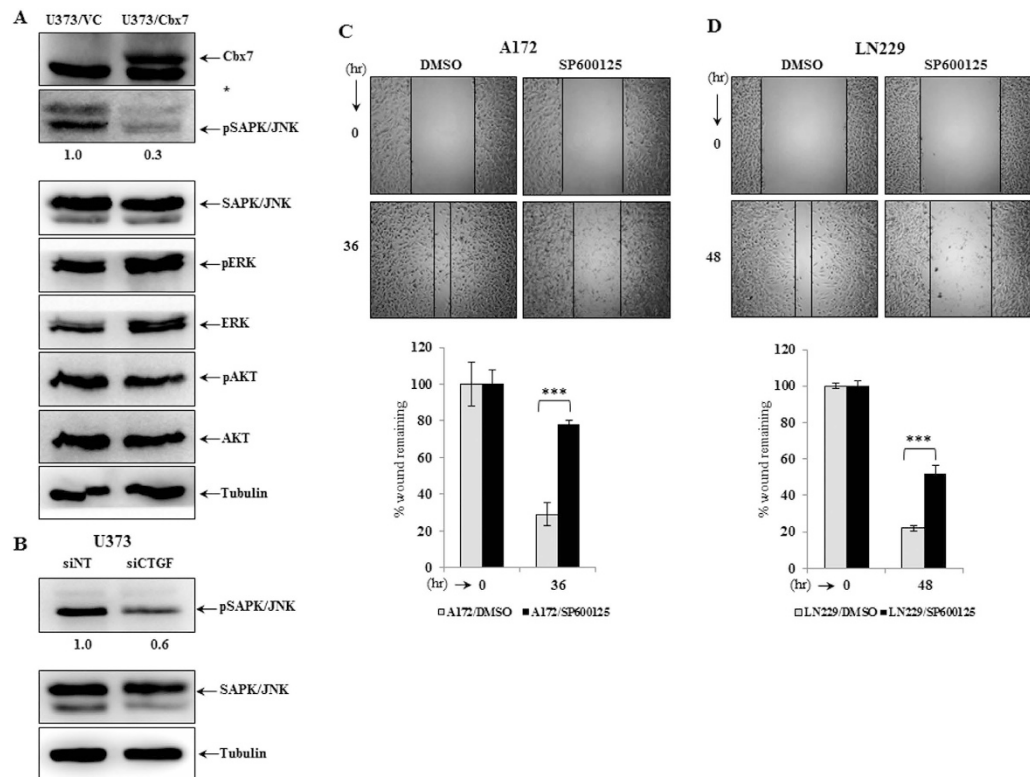 A
U373/VC U373/Cbx7
Cbx7
*
pSAPK/JNK
1.0 0.3
SAPK/JNK
pERK
ERK
pAKT
AKT
Tubulin
B
U373
siNT siCTGF
pSAPK/JNK
1.0 0.6
SAPK/JNK
Tubulin
C
A172
(hr) DMSO SP600125
0
36
% wound remaining
120
100
80
60
40
20
0
***
(hr) → 0 36
A172/DMSO A172/SP600125
D
LN229
(hr) DMSO SP600125
0
48
% wound remaining
120
100
80
60
40
20
0
***
(hr) → 0 48
LN229/DMSO LN229/SP600125